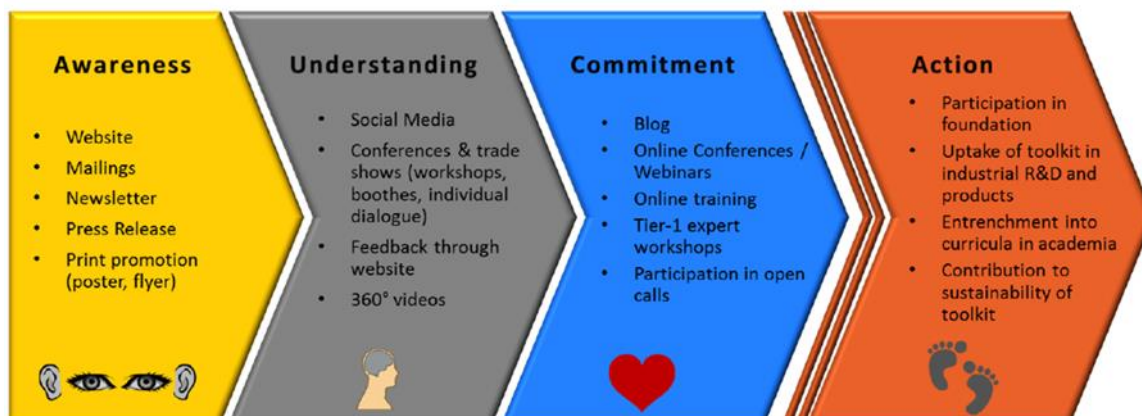 Awareness
• Website
• Mailings
• Newsletter
• Press Release
• Print promotion
(poster, flyer)
Understanding
• Social Media
• Conferences & trade
shows (workshops,
boothes, individual
dialogue)
• Feedback through
website
• 360° videos
Commitment
• Blog
• Online Conferences /
Webinars
• Online training
• Tier-1 expert
workshops
• Participation in open
calls
Action
• Participation in
foundation
• Uptake of toolkit in
industrial R&D and
products
• Entrenchment into
curricula in academia
• Contribution to
sustainability of
toolkit